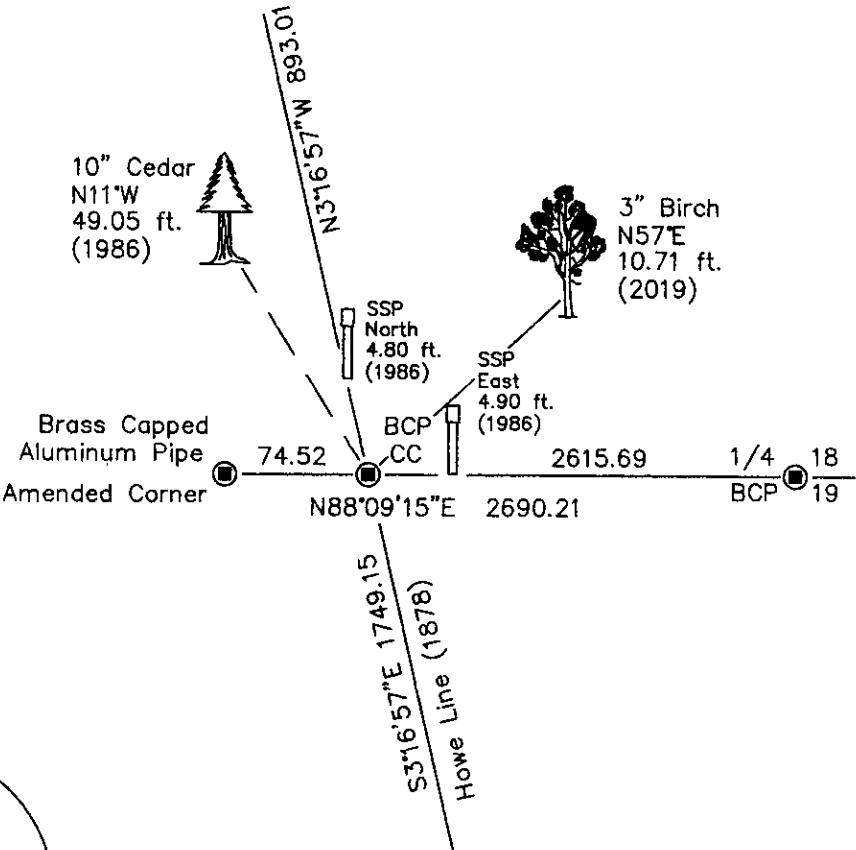 N3°16'57"W 893.01
10" Cedar
N11°W
49.05 ft.
(1986)
3" Birch
N57°E
10.71 ft.
(2019)
SSP
North
4.80 ft.
(1986)
SSP
East
4.90 ft.
(1986)
Brass Capped
Aluminum Pipe
Amended Corner
74.52
BCP
CC
2615.69
1/4
18
BCP
19
N88°09'15"E 2690.21
S3°16'57"E 1749.15
Howe Line (1878)